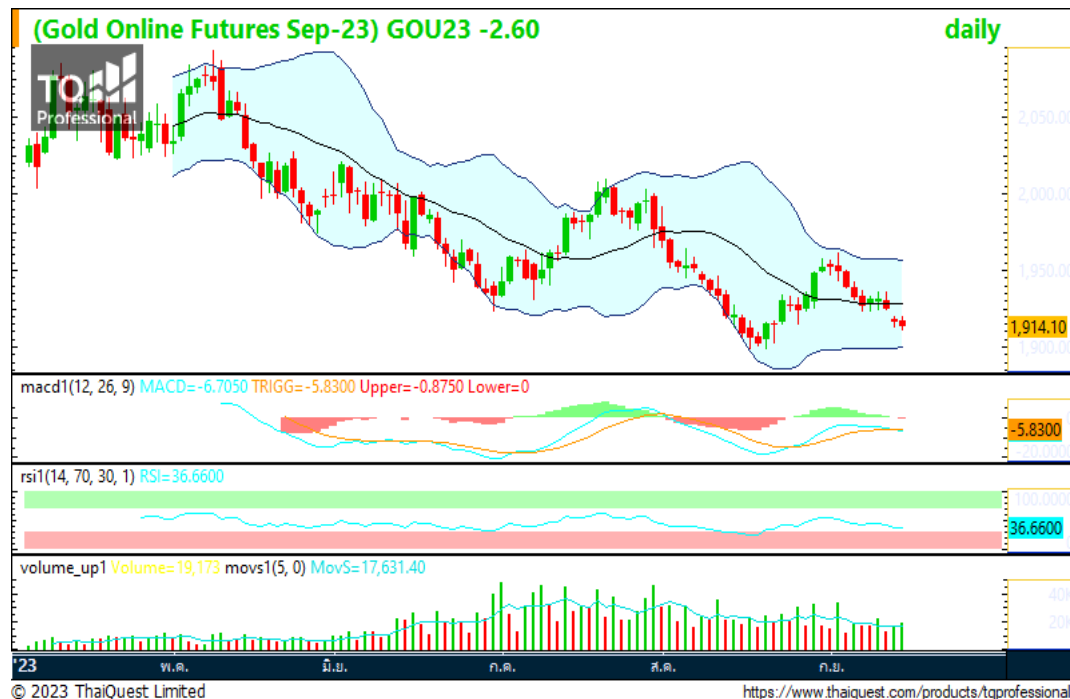 (Gold Online Futures Sep-23) GOU23 -2.60 daily
TQ
Professional
2,050.00
2,000.00
1,950.00
1,914.10
1,900.00
macd1(12, 26, 9) MACD=-6.7050 TRIGG=-5.8300 Upper=-0.8750 Lower=0
-5.8300
-20.0000
rsi1(14, 70, 30, 1) RSI=36.6600
100.0000
36.6600
volume_up1 Volume=19,173 movs1(5, 0) MovS=17,631.40
40K
20K
'23 พ.ค. มิ.ย. ก.ค. ส.ค. ก.ย.
© 2023 ThaiQuest Limited https://www.thaiquest.com/products/tqprofessional